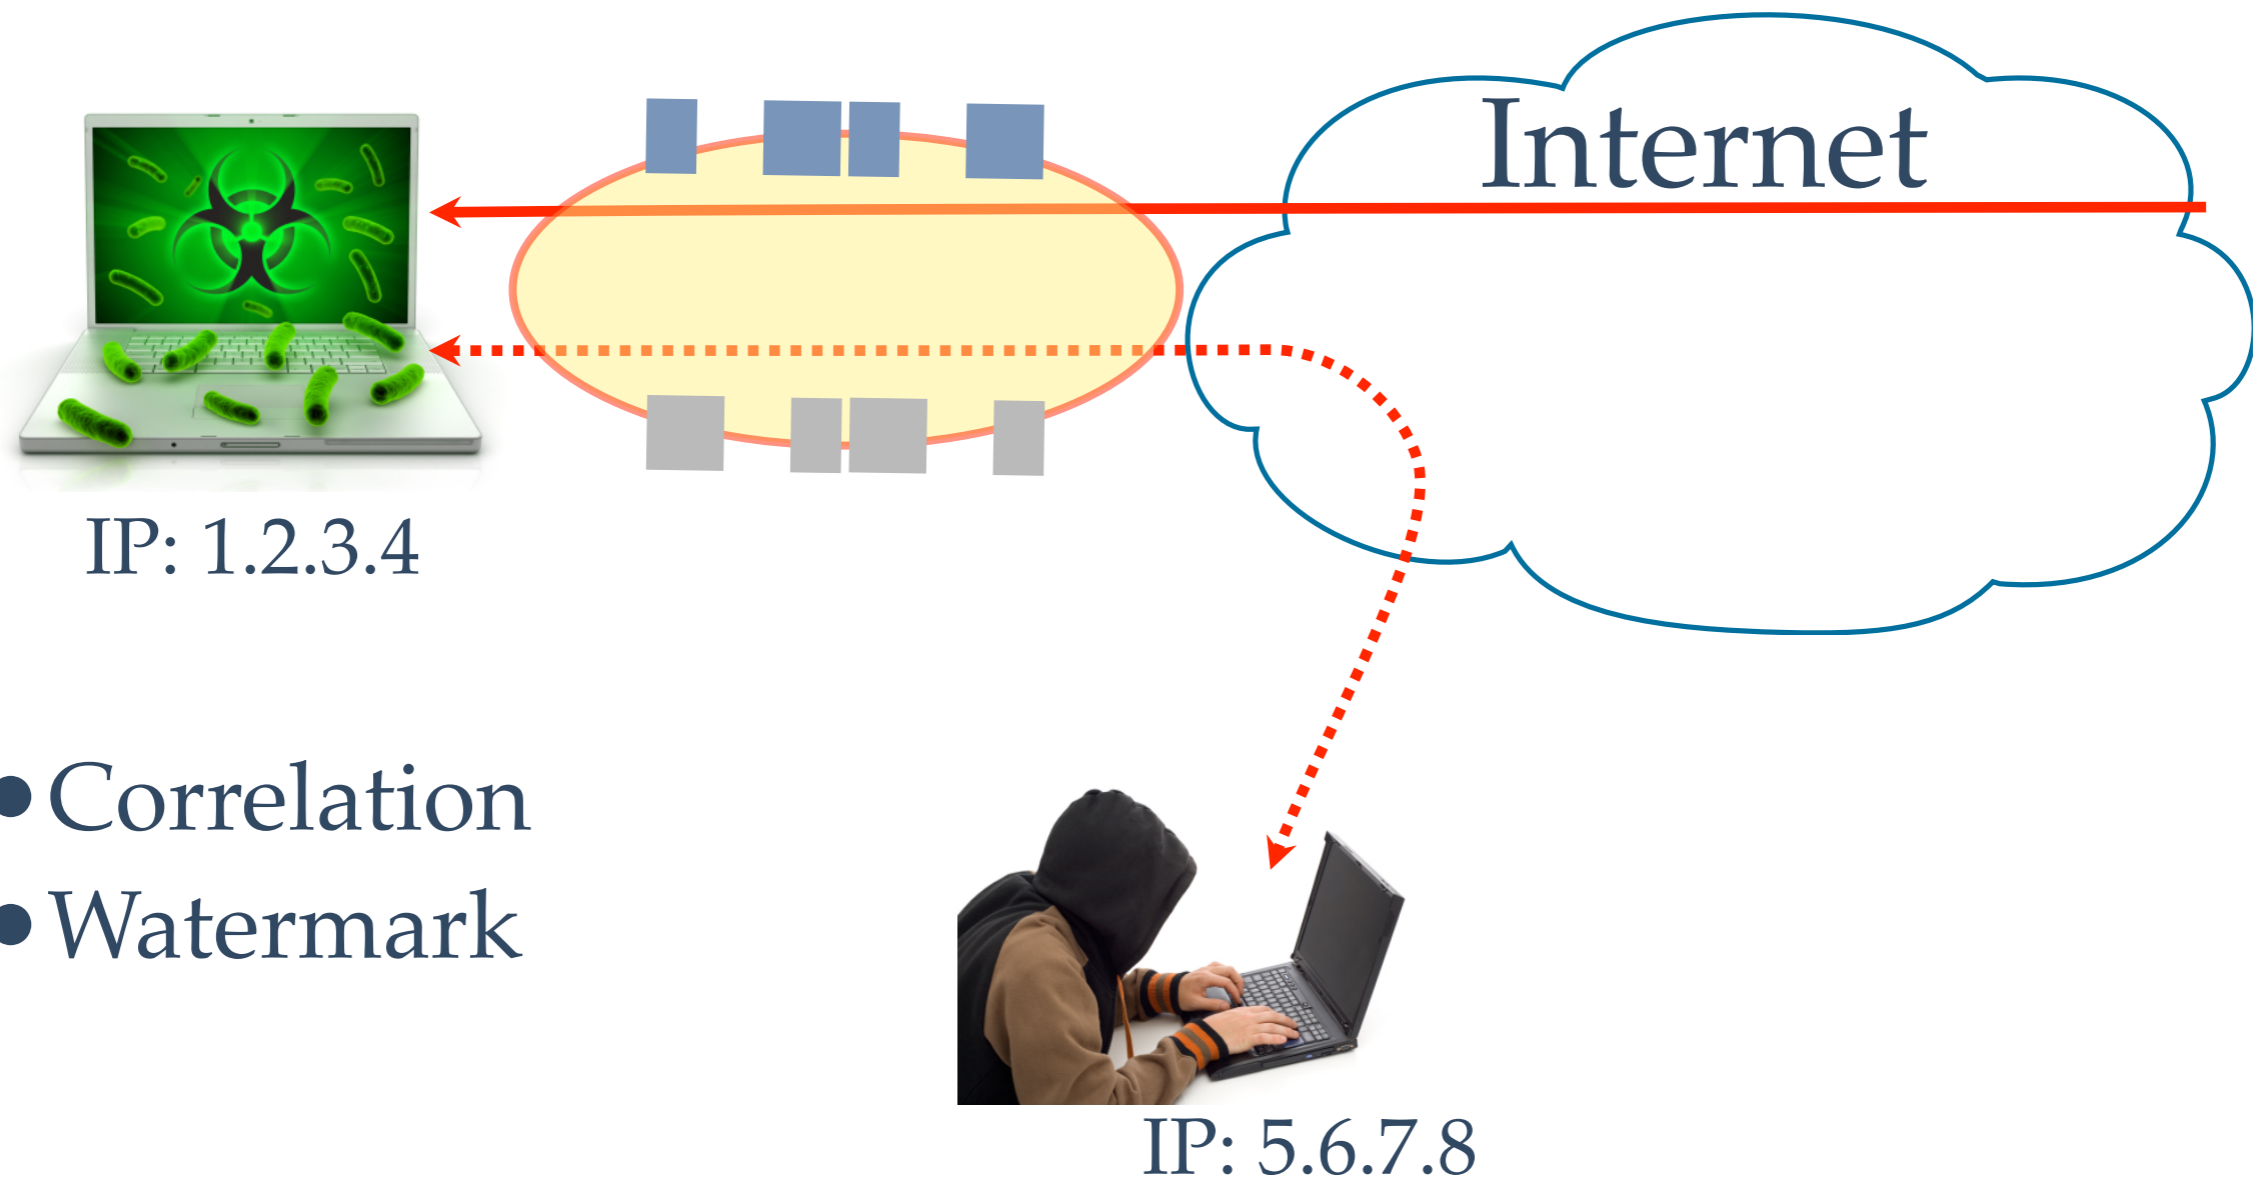 Internet
IP: 1.2.3.4
• Correlation
• Watermark
IP: 5.6.7.8